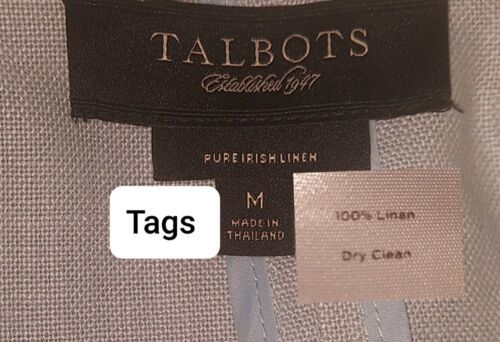 TALBOTS
Established 1947
PURE IRISH LINEN
M
MADE IN
THAILAND
Tags
100% Linen
Dry Clean